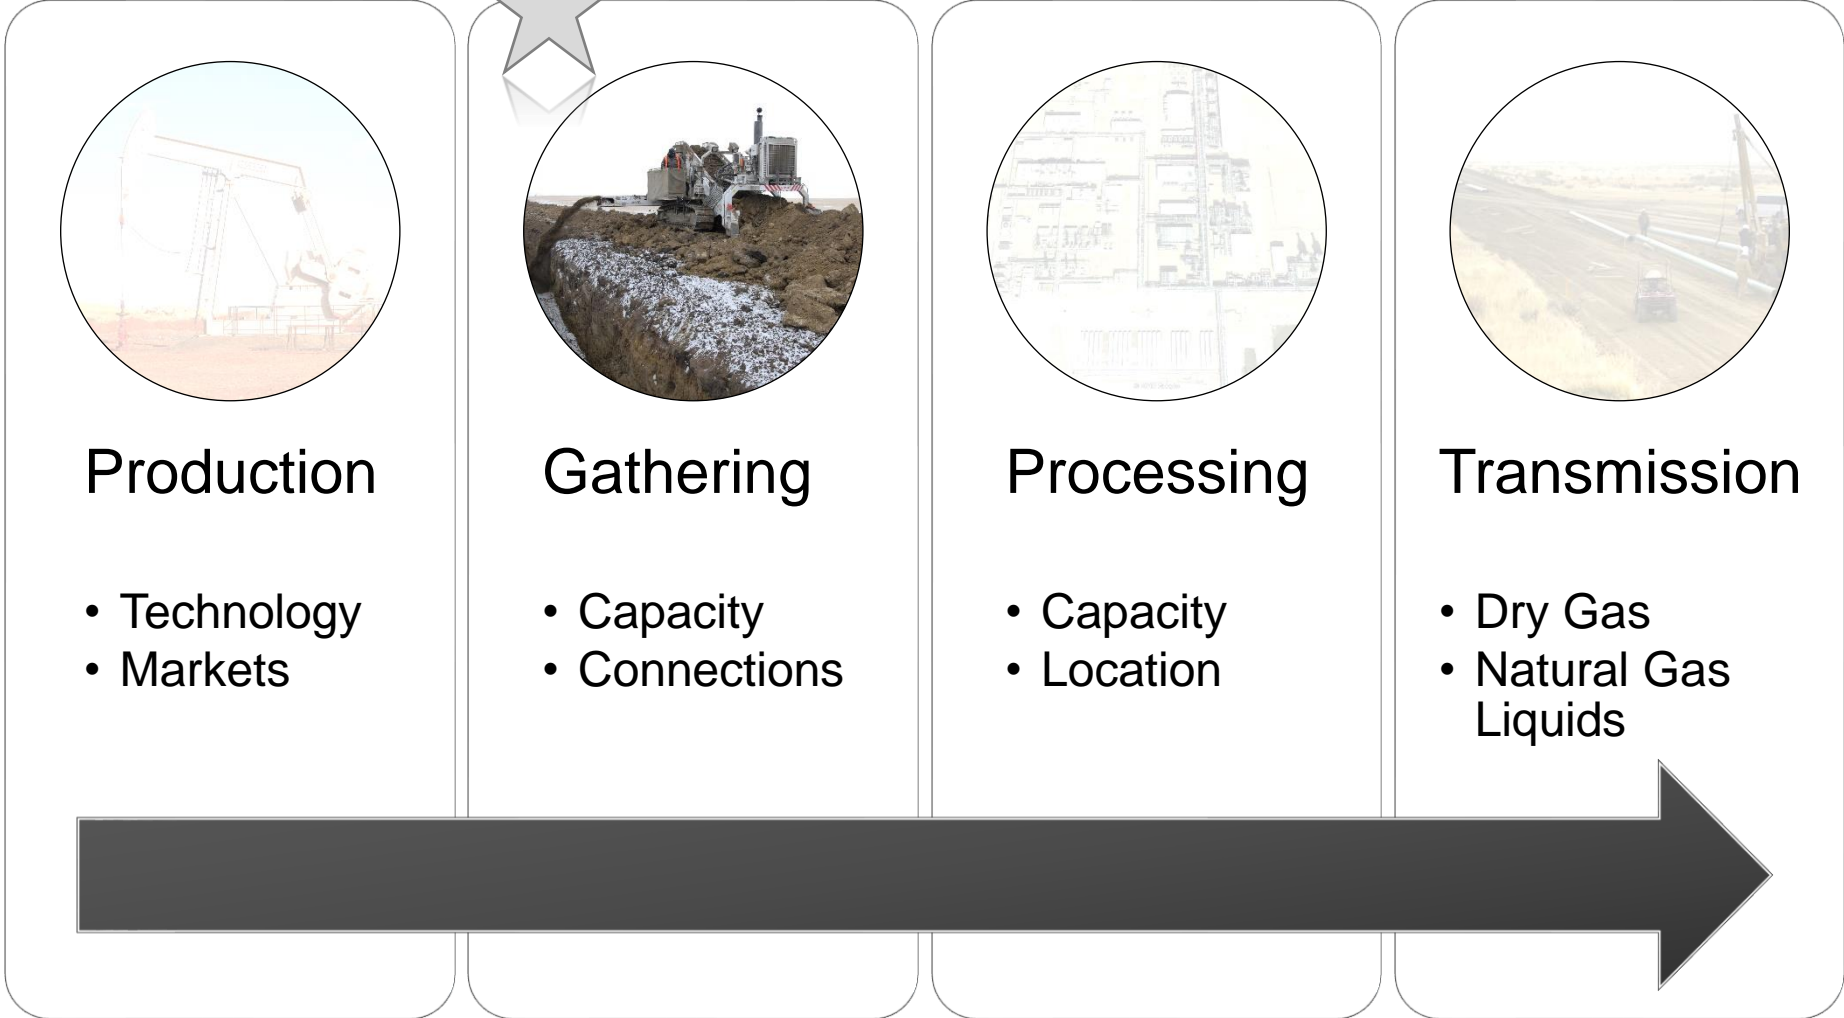 Production
• Technology
• Markets
Gathering
• Capacity
• Connections
Processing
• Capacity
• Location
Transmission
• Dry Gas
• Natural Gas
Liquids